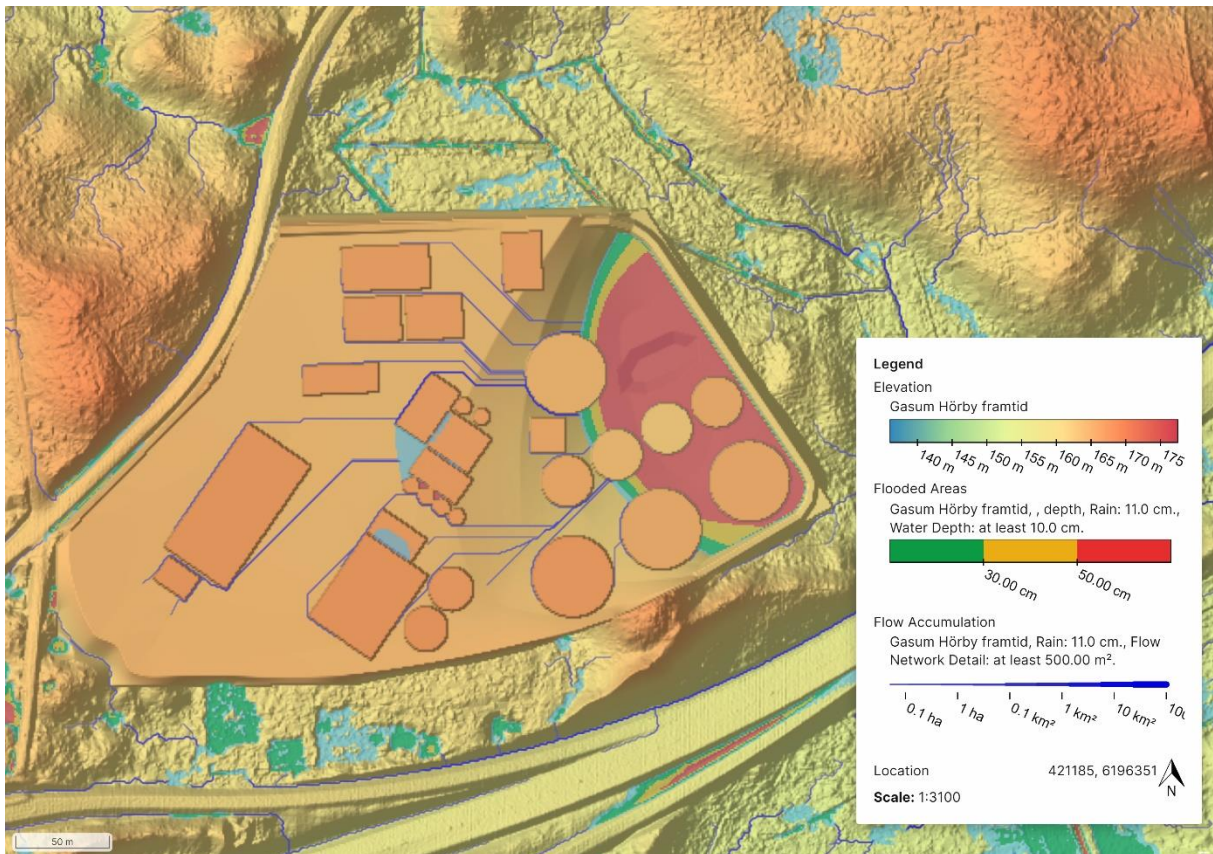 Legend
Elevation
Gasum Hörby framtid
140 m 145 m 150 m 155 m 160 m 165 m 170 m 175
Flooded Areas
Gasum Hörby framtid, , depth, Rain: 11.0 cm.,
Water Depth: at least 10.0 cm.
30.00 cm 50.00 cm
Flow Accumulation
Gasum Hörby framtid, Rain: 11.0 cm., Flow
Network Detail: at least 500.00 m².
0.1 ha 1 ha 0.1 km² 1 km² 10 km²
Location 421185, 6196351
N
Scale: 1:3100
50 m